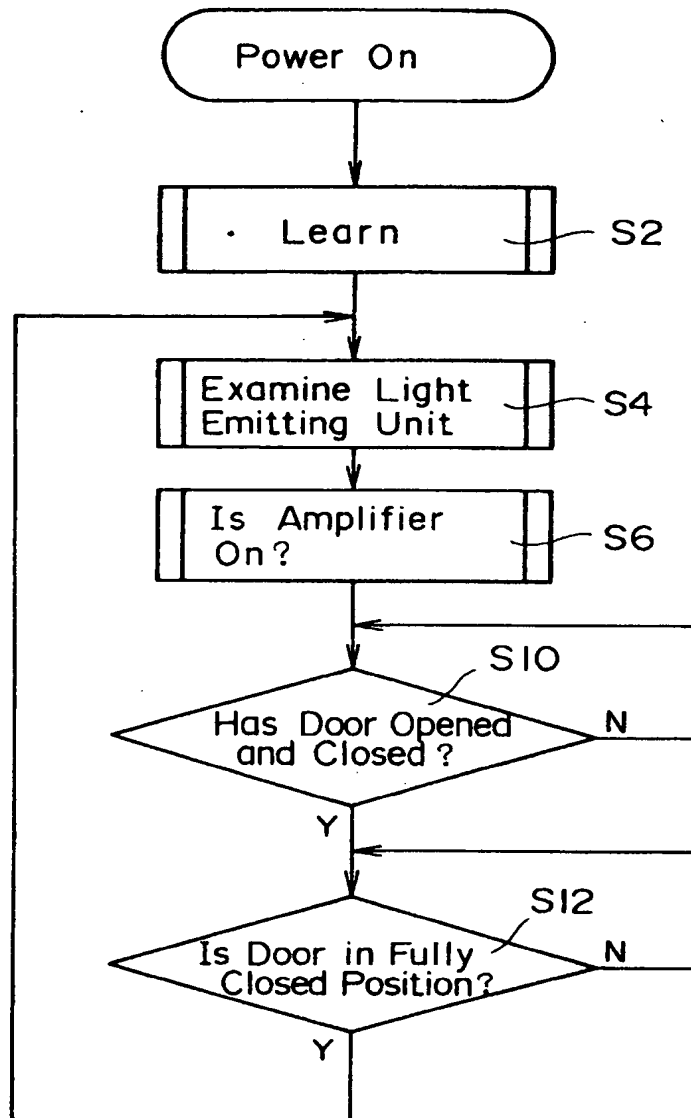 Power On
Learn S2
Examine Light
Emitting Unit S4
Is Amplifier
On? S6
S10
Has Door Opened
and Closed?
N
Y
S12
Is Door in Fully
Closed Position?
N
Y